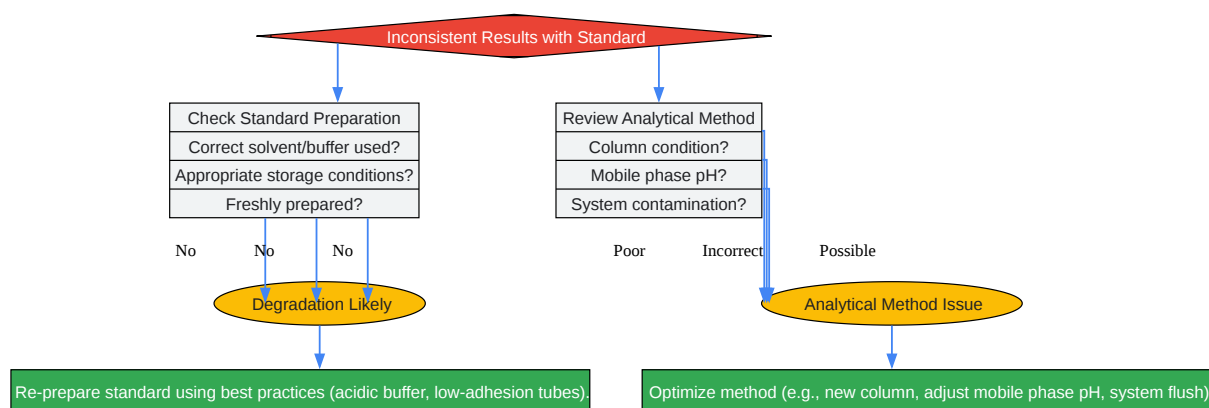 Inconsistent Results with Standard
Check Standard Preparation
Correct solvent/buffer used?
Appropriate storage conditions?
Freshly prepared?
Review Analytical Method
Column condition?
Mobile phase pH?
System contamination?
No
No
No
Poor
Incorrect
Possible
Degradation Likely
Analytical Method Issue
Re-prepare standard using best practices (acidic buffer, low-adhesion tubes).
Optimize method (e.g., new column, adjust mobile phase pH, system flush)